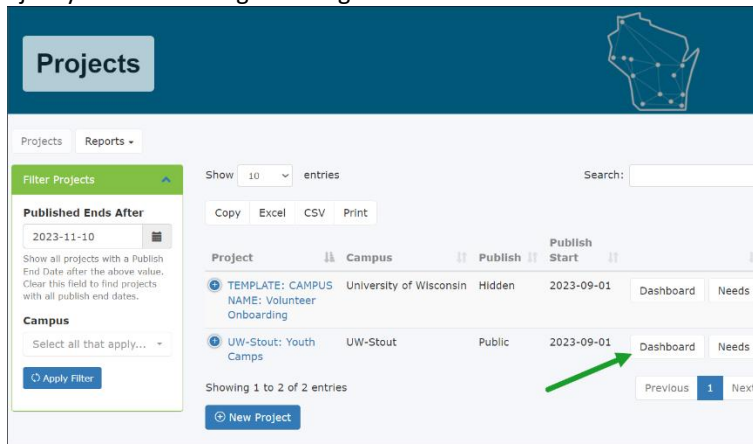 Projects
Projects Reports
Filter Projects
Published Ends After
2023-11-10
Show all projects with a Publish
End Date after the above value.
Clear this field to find projects
with all publish end dates.
Campus
Select all that apply...
Apply Filter
Show 10 entries Search:
Copy Excel CSV Print
Project Campus Publish Publish
Start
TEMPLATE: CAMPUS University of Wisconsin Hidden 2023-09-01 Dashboard Needs
NAME: Volunteer
Onboarding
UW-Stout: Youth UW-Stout Public 2023-09-01 Dashboard Needs
Camps
Showing 1 to 2 of 2 entries Previous 1 Next
New Project